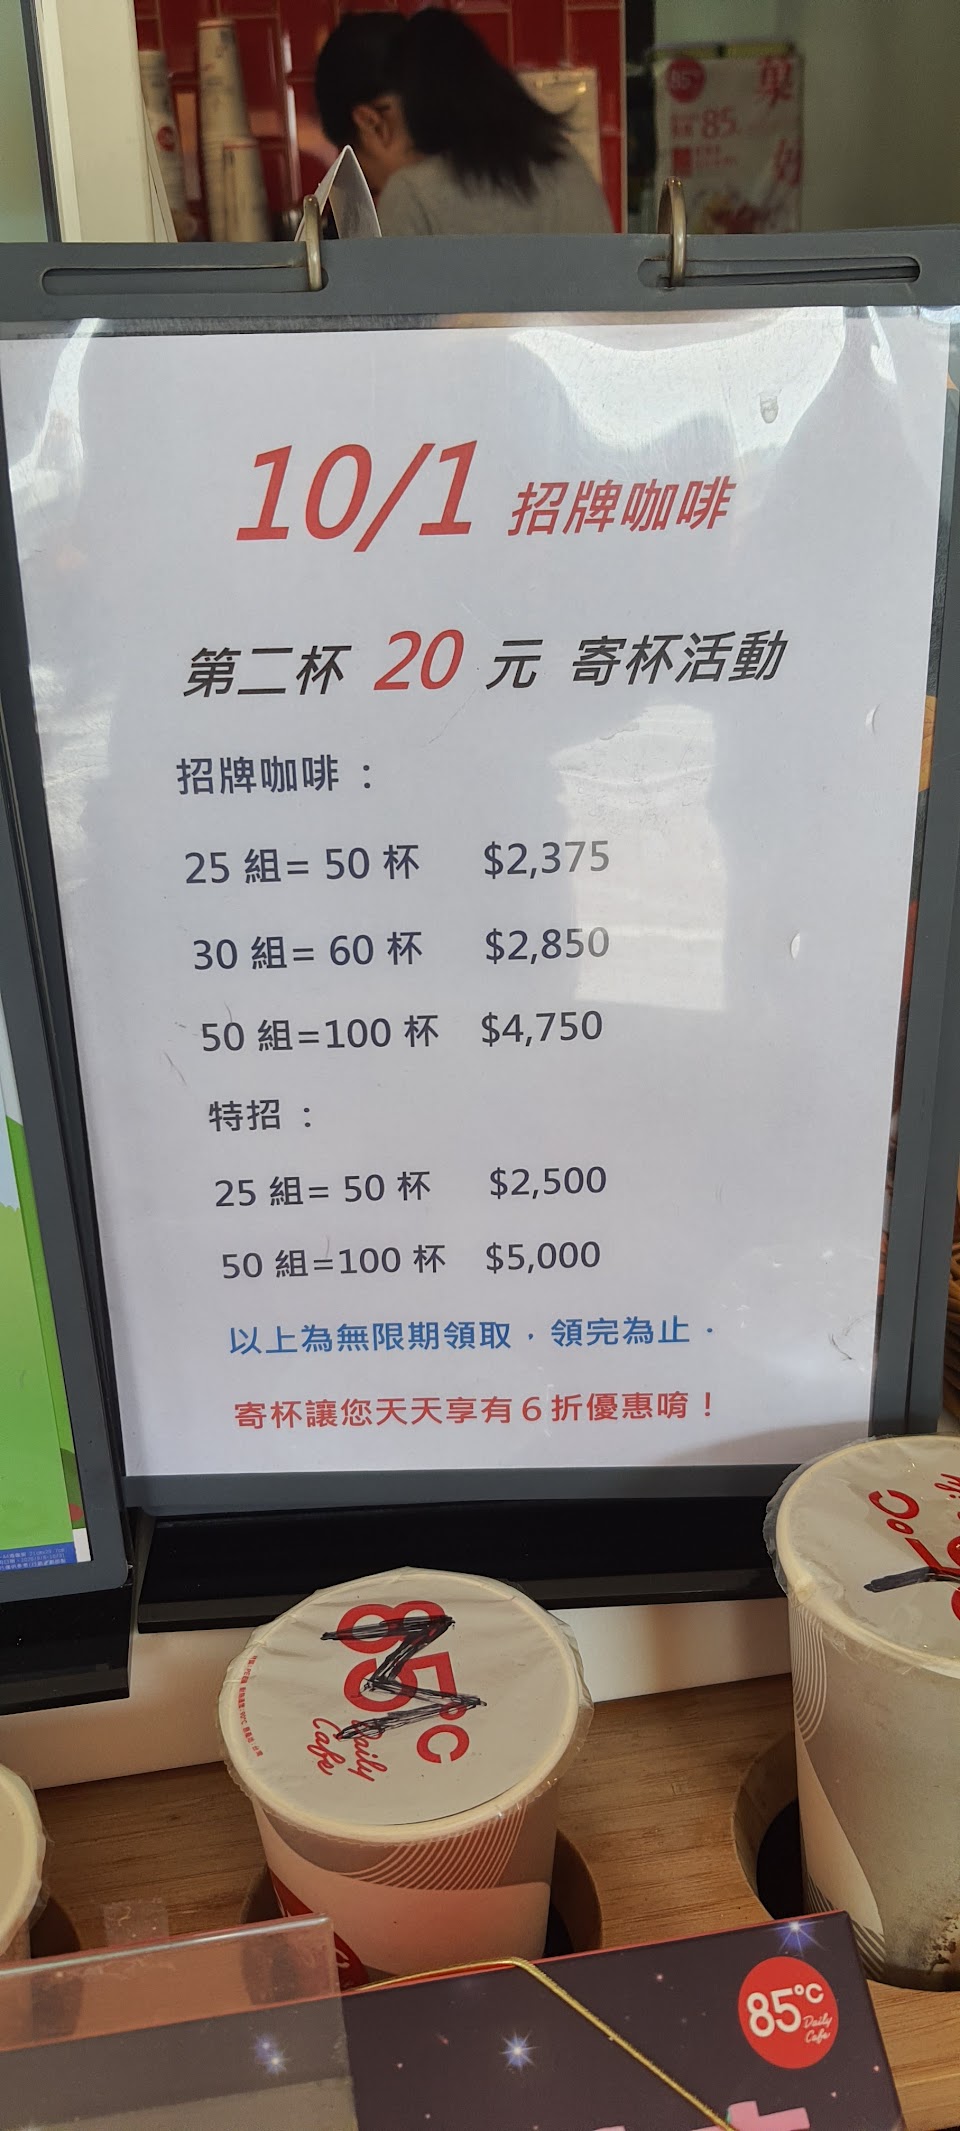 85
10/1 招牌咖啡
第二杯 20 元 寄杯活動
招牌咖啡：
25 組= 50 杯 $2,375
30 組= 60 杯 $2,850
50 組=100 杯 $4,750
特招：
25 組= 50 杯 $2,500
50 組=100 杯 $5,000
以上為無限期領取，領完為止．
寄杯讓您天天享有6折優惠唷！
85°C
Daily
Cafe
85°C
Daily
Cafe